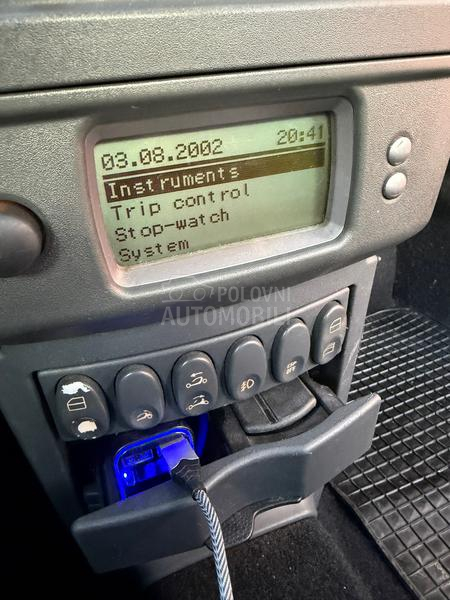 03.08.2002 20:41
Instruments
Trip control
Stop-watch
System
POLOVNI
AUTOMOBILI